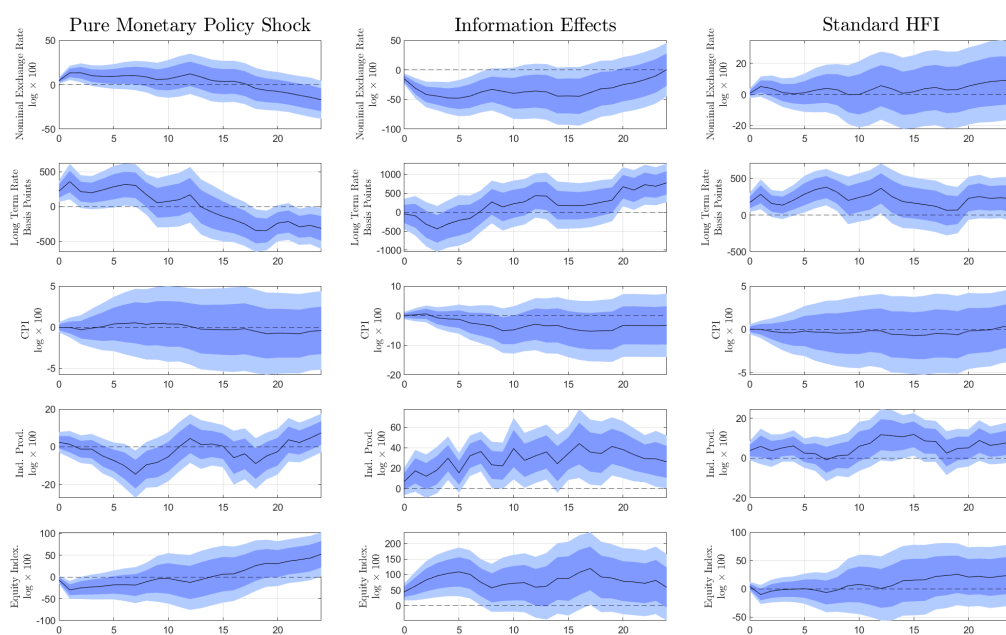 Pure Monetary Policy Shock
Information Effects
Standard HFI
Nominal Exchange Rate
log × 100
50
0
-50
0 5 10 15 20
Nominal Exchange Rate
log × 100
0
-50
-100
0 5 10 15 20
Nominal Exchange Rate
log × 100
20
0
-20
0 5 10 15 20
Long Term Rate
Basis Points
500
0
-500
0 5 10 15 20
Long Term Rate
Basis Points
1000
500
0
-500
-1000
0 5 10 15 20
Long Term Rate
Basis Points
500
0
-500
0 5 10 15 20
CPI
log × 100
5
0
-5
0 5 10 15 20
CPI
log × 100
10
0
-10
-20
0 5 10 15 20
CPI
log × 100
5
0
-5
0 5 10 15 20
Ind. Prod.
log × 100
20
0
-20
0 5 10 15 20
Ind. Prod.
log × 100
60
40
20
0
0 5 10 15 20
Ind. Prod.
log × 100
20
0
-20
0 5 10 15 20
Equity Index.
log × 100
100
50
0
-50
-100
0 5 10 15 20
Equity Index.
log × 100
200
150
100
50
0
0 5 10 15 20
Equity Index.
log × 100
100
50
0
-50
0 5 10 15 20